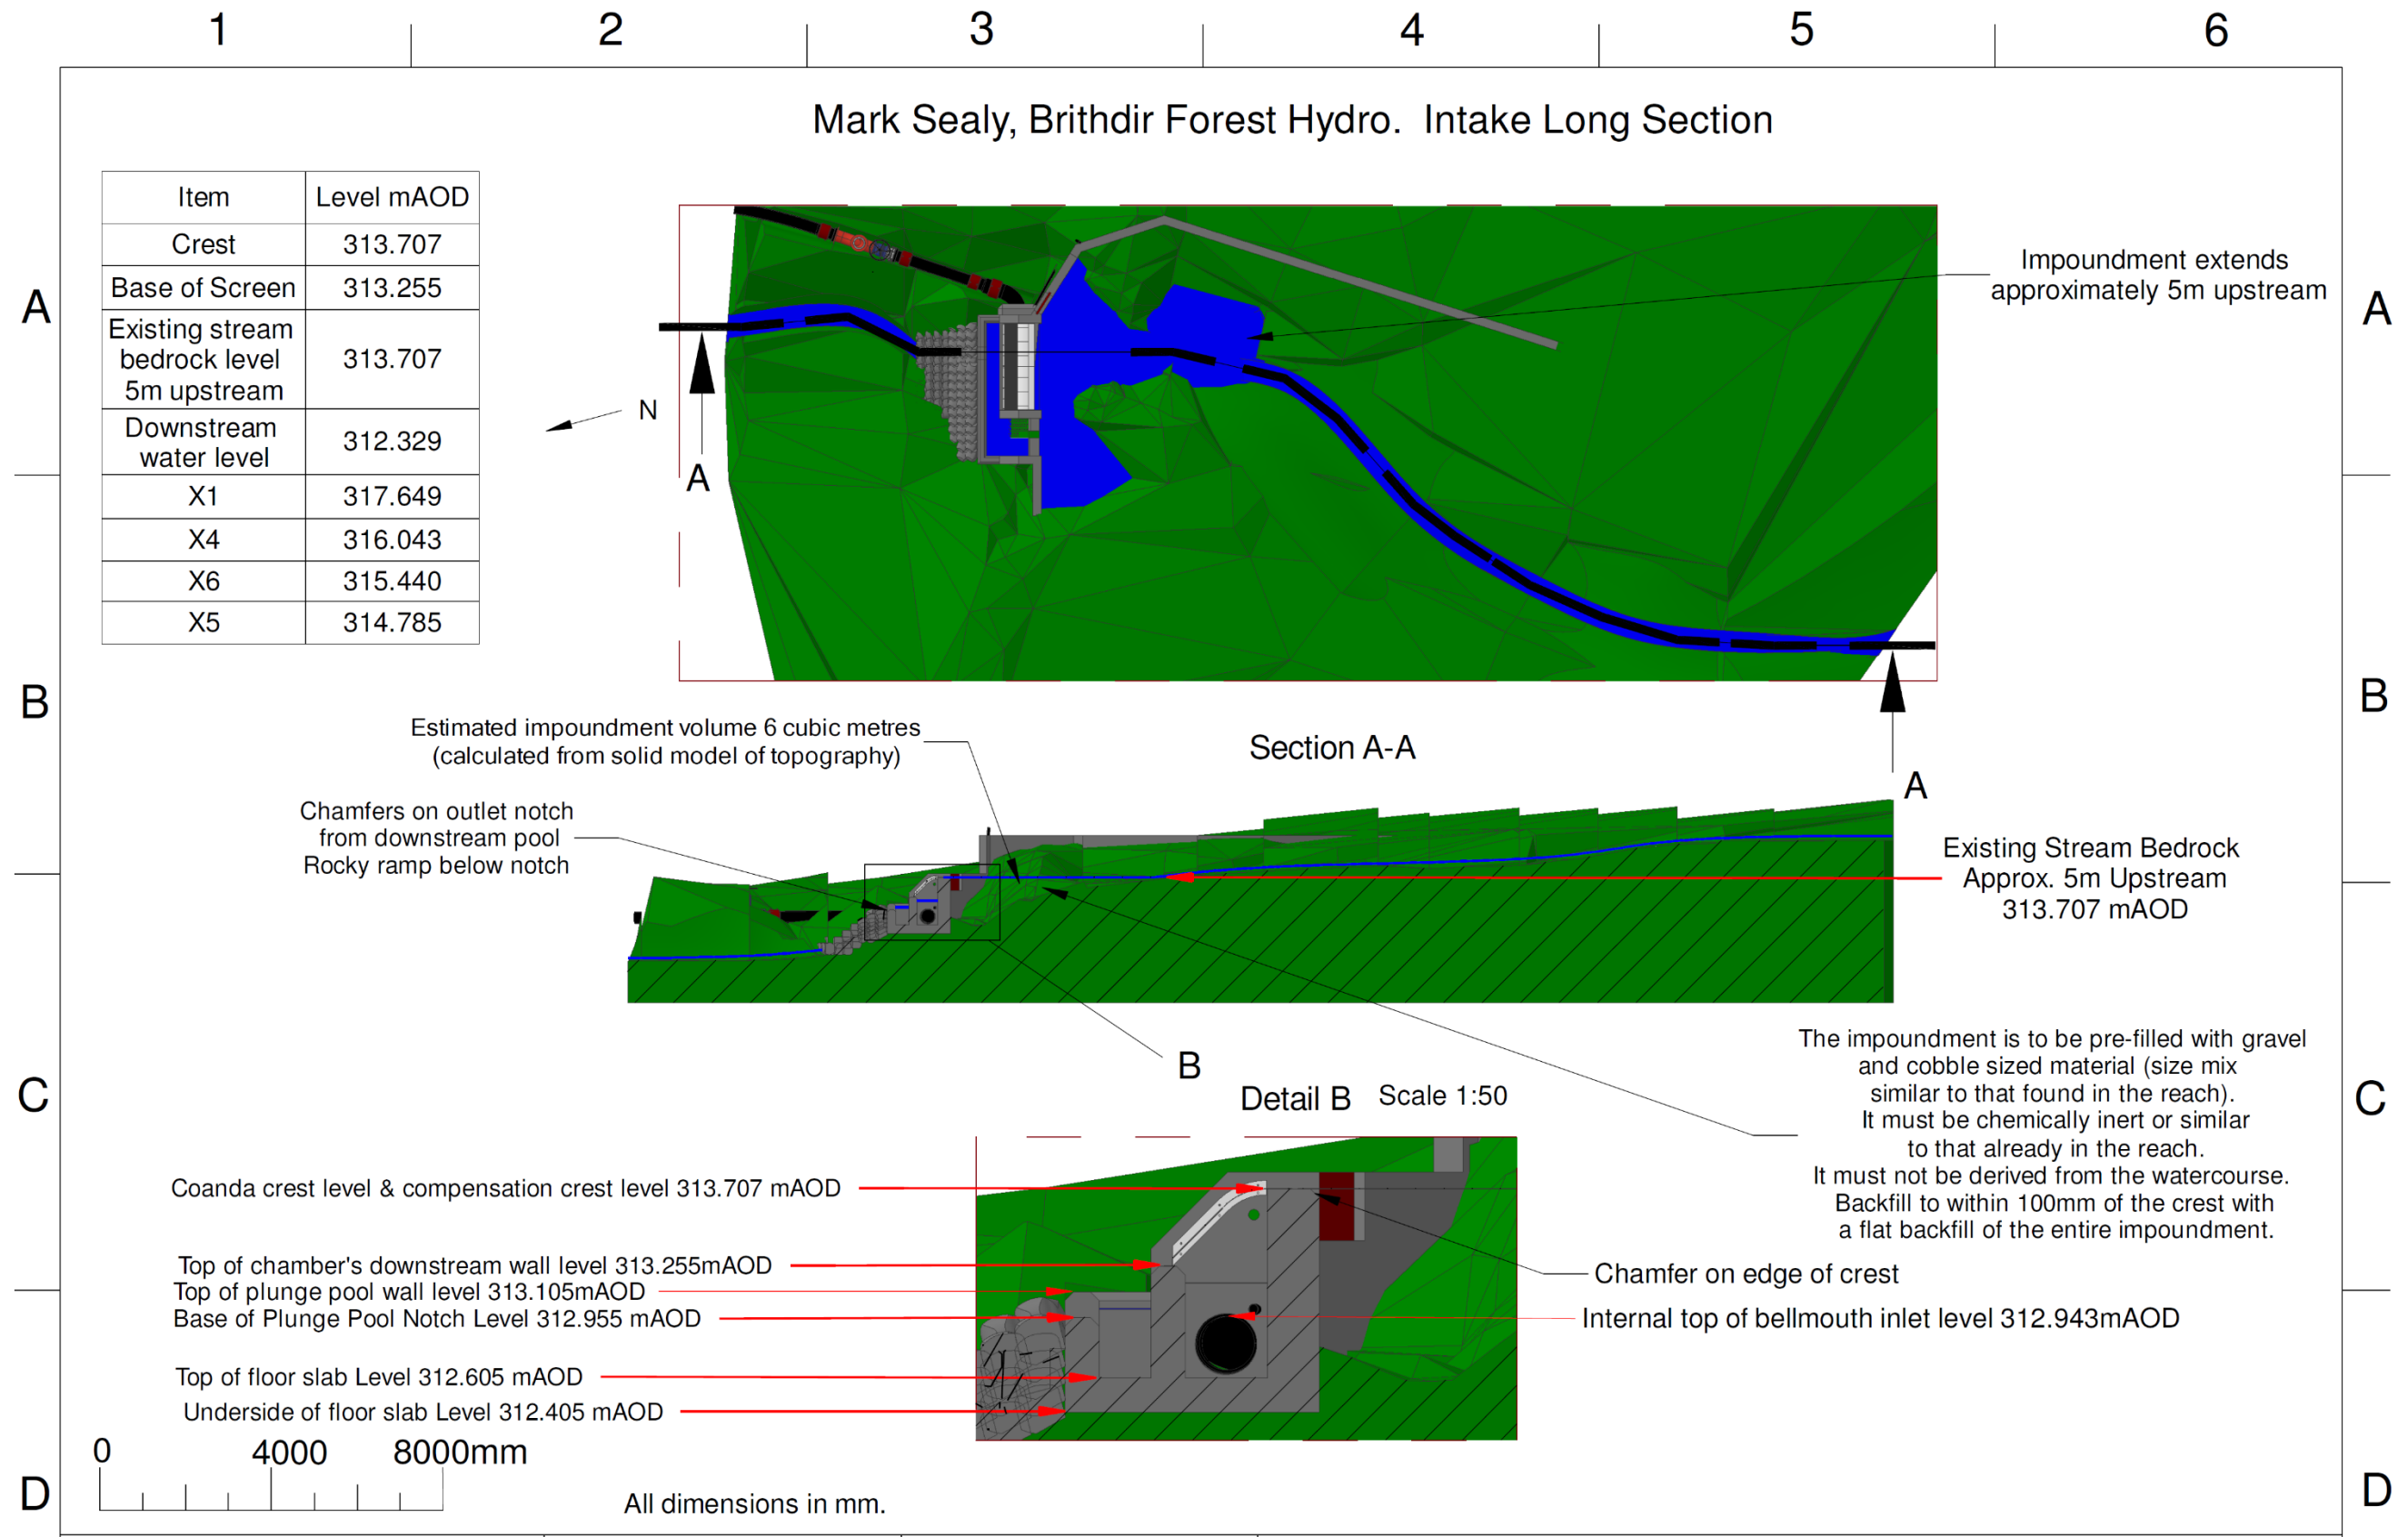 1 2 3 4 5 6
Mark Sealy, Brithdir Forest Hydro. Intake Long Section
Item Level mAOD
Crest 313.707
Base of Screen 313.255
Existing stream
bedrock level
5m upstream
313.707
Downstream
water level
312.329
X1 317.649
X4 316.043
X6 315.440
X5 314.785
A
A
B
B
C
C
D
D
Impoundment extends
approximately 5m upstream
N
A
A
Estimated impoundment volume 6 cubic metres
(calculated from solid model of topography)
Section A-A
Chamfers on outlet notch
from downstream pool
Rocky ramp below notch
Existing Stream Bedrock
Approx. 5m Upstream
313.707 mAOD
B
Detail B Scale 1:50
The impoundment is to be pre-filled with gravel
and cobble sized material (size mix
similar to that found in the reach).
It must be chemically inert or similar
to that already in the reach.
It must not be derived from the watercourse.
Backfill to within 100mm of the crest with
a flat backfill of the entire impoundment.
Coanda crest level & compensation crest level 313.707 mAOD
Top of chamber's downstream wall level 313.255mAOD
Top of plunge pool wall level 313.105mAOD
Base of Plunge Pool Notch Level 312.955 mAOD
Top of floor slab Level 312.605 mAOD
Underside of floor slab Level 312.405 mAOD
Chamfer on edge of crest
Internal top of bellmouth inlet level 312.943mAOD
0 4000 8000mm
All dimensions in mm.